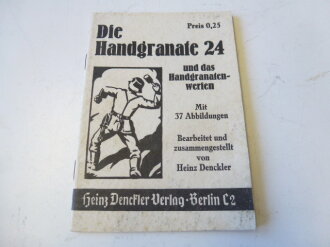 Die
Preis 0,25
Handgranate 24
und das
Handgranaten-
werfen
Mit
37 Abbildungen
Bearbeitet und
zusammengestellt
von
Heinz Denckler
Heinz Denckler-Verlag · Berlin C2